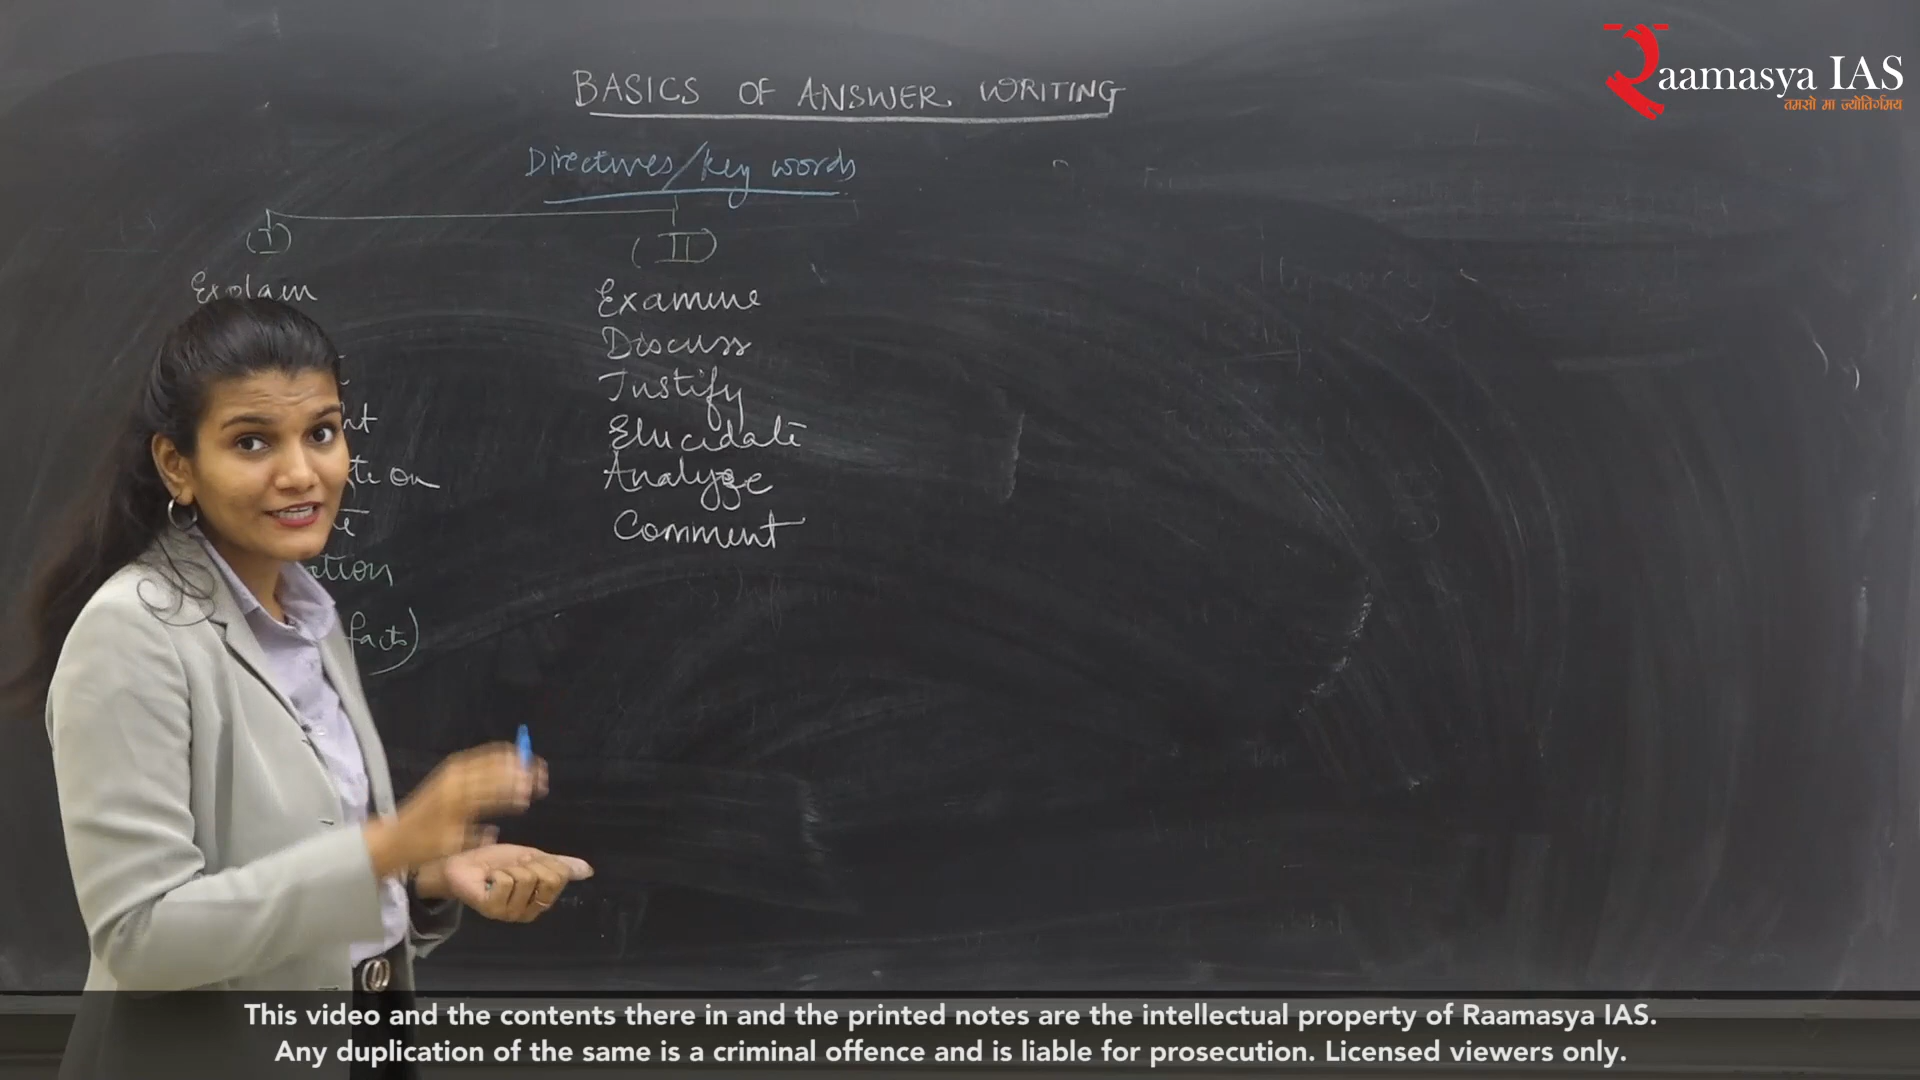 Raamasya IAS
तमसो मा ज्योतिर्गमय
BASICS OF ANSWER WRITING
Directives/key words
(I)
(II)
Explain
Examine
Discuss
Justify
Elucidate
on
Analyze
Comment
facts)
This video and the contents there in and the printed notes are the intellectual property of Raamasya IAS.
Any duplication of the same is a criminal offence and is liable for prosecution. Licensed viewers only.